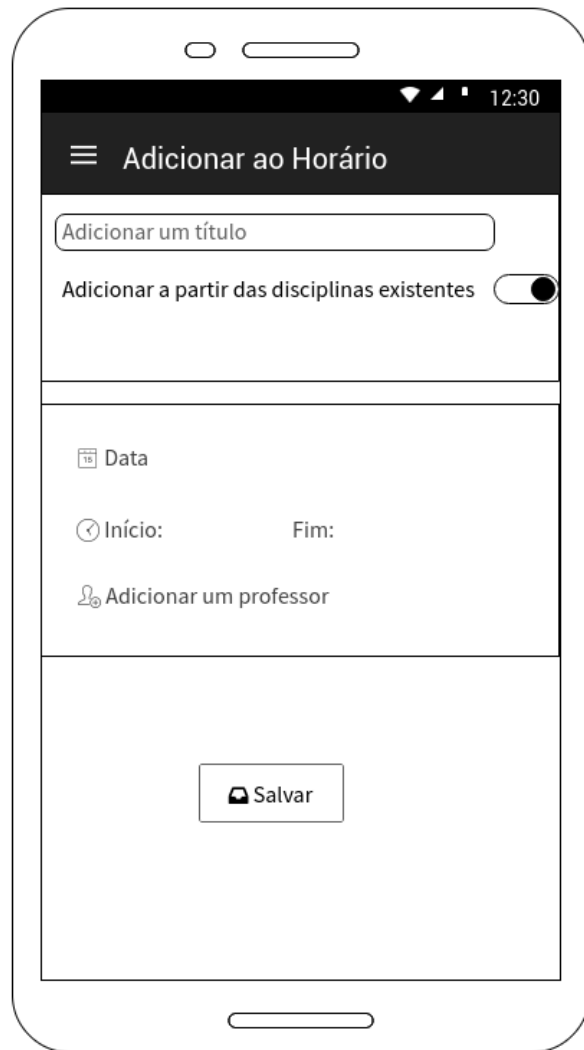 12:30
Adicionar ao Horário
Adicionar um título
Adicionar a partir das disciplinas existentes
15 Data
Início: Fim:
Adicionar um professor
Salvar